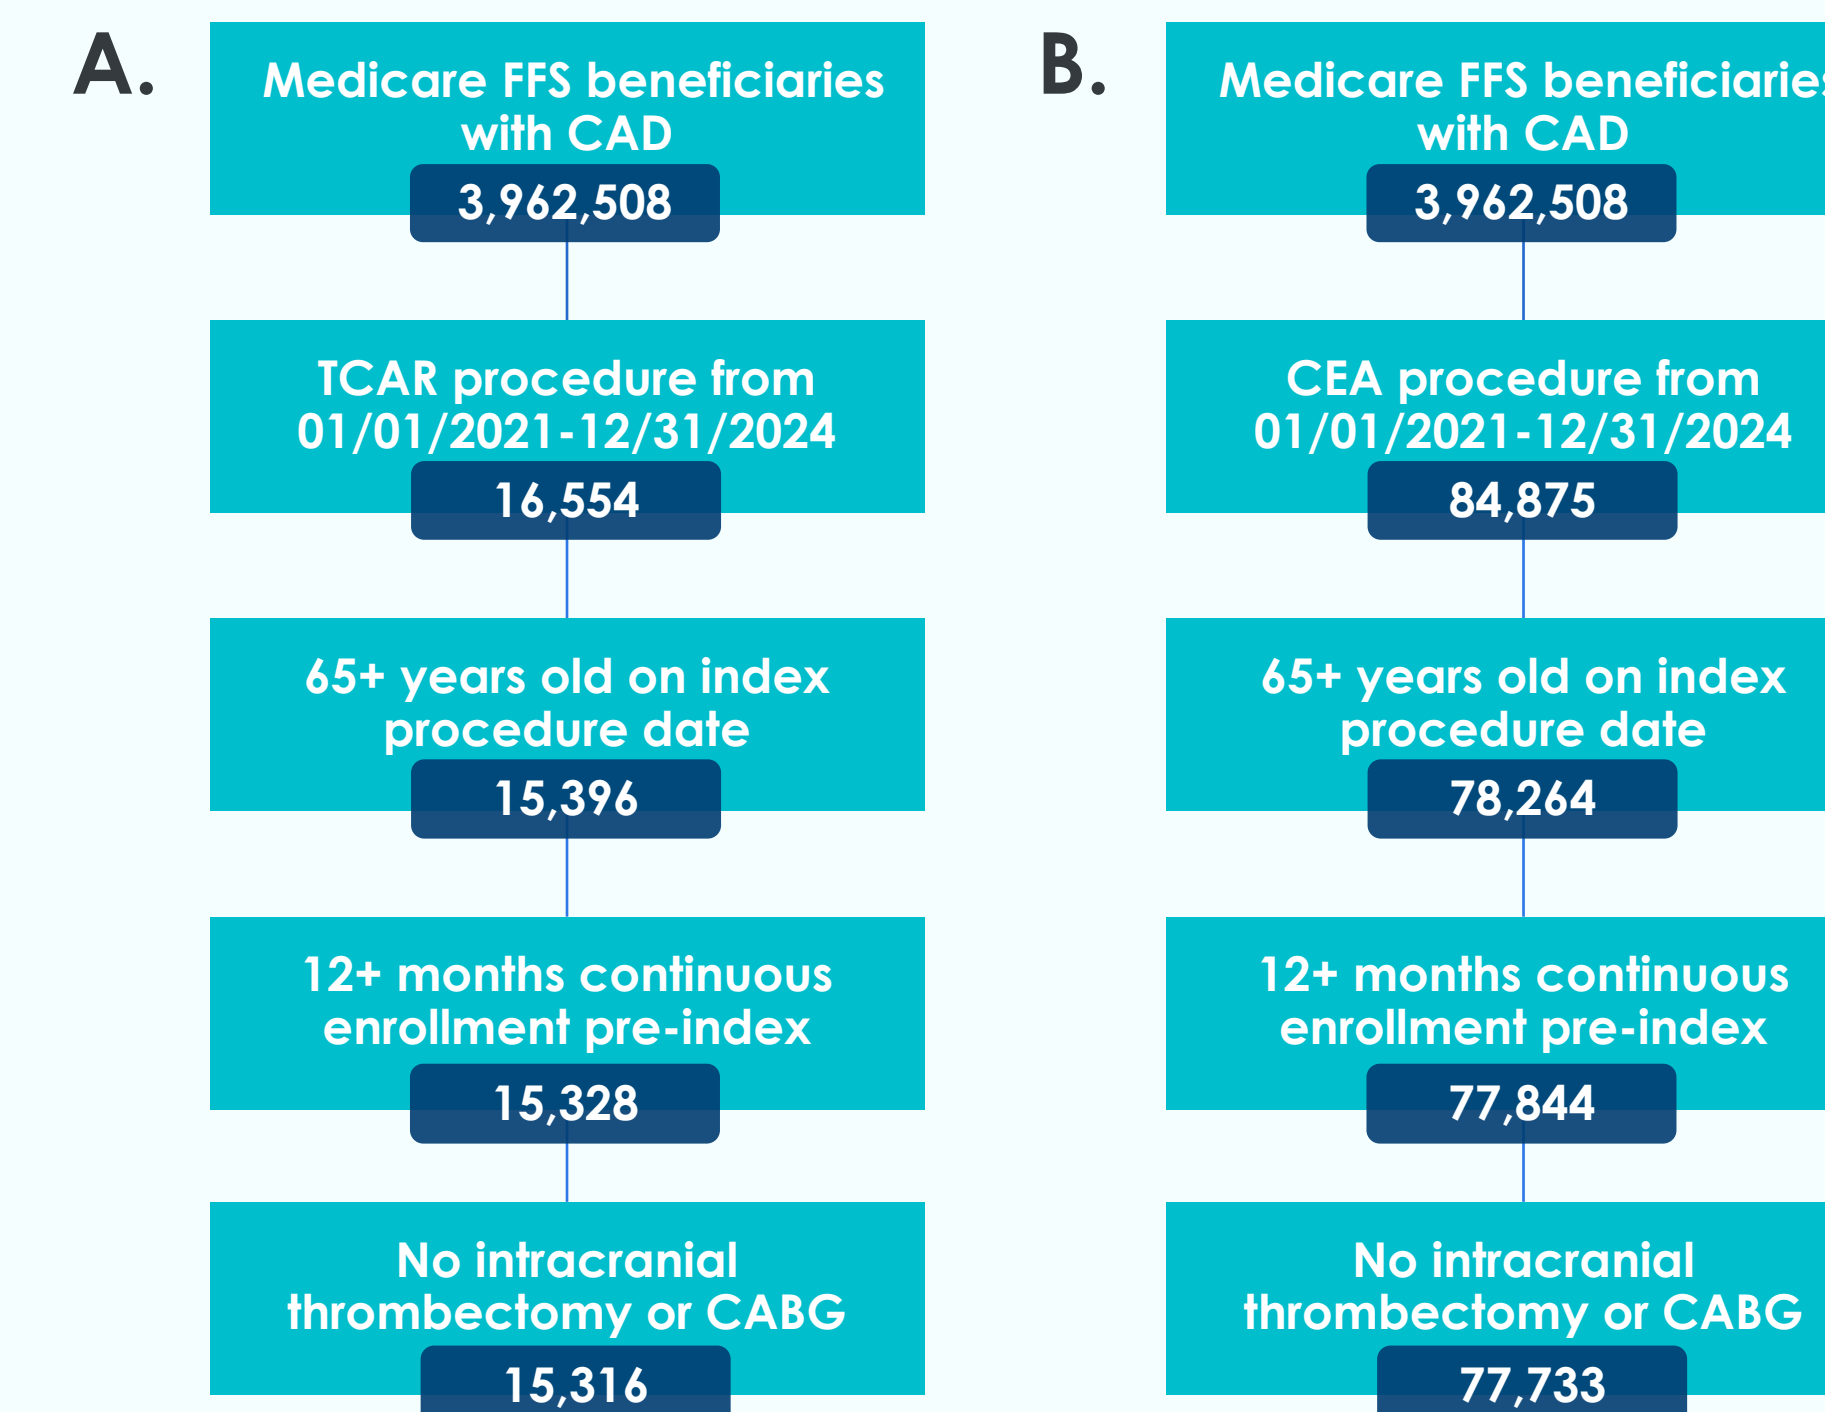 A.
Medicare FFS beneficiaries
with CAD
3,962,508
TCAR procedure from
01/01/2021-12/31/2024
16,554
65+ years old on index
procedure date
15,396
12+ months continuous
enrollment pre-index
15,328
No intracranial
thrombectomy or CABG
15,316
B.
Medicare FFS beneficiaries
with CAD
3,962,508
CEA procedure from
01/01/2021-12/31/2024
84,875
65+ years old on index
procedure date
78,264
12+ months continuous
enrollment pre-index
77,844
No intracranial
thrombectomy or CABG
77,733